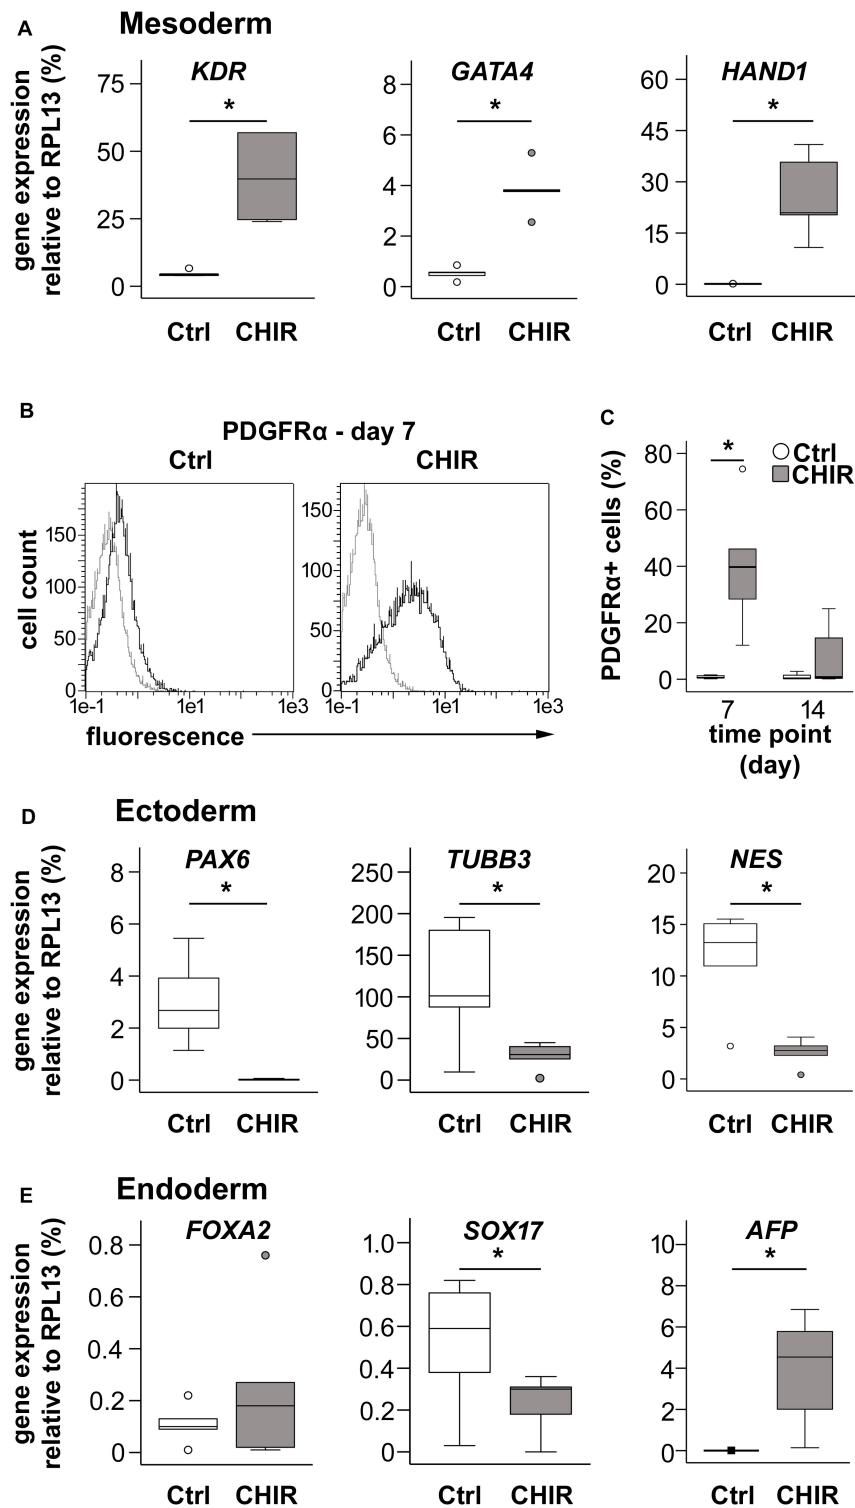 A
Mesoderm
gene expression
relative to RPL13 (%)
KDR
*
75
50
25
0
Ctrl CHIR
GATA4
*
8
6
4
2
0
Ctrl CHIR
HAND1
*
60
45
30
15
0
Ctrl CHIR
B
PDGFRα - day 7
Ctrl
CHIR
cell count
150
100
50
0
1e-1 1e1 1e3
150
100
50
0
1e-1 1e1 1e3
fluorescence
C
PDGFRα+ cells (%)
80
60
40
20
0
*
Ctrl
CHIR
7 14
time point
(day)
D
Ectoderm
gene expression
relative to RPL13 (%)
PAX6
*
8
6
4
2
0
Ctrl CHIR
TUBB3
*
250
200
150
100
50
0
Ctrl CHIR
NES
*
20
15
10
5
0
Ctrl CHIR
E
Endoderm
gene expression
relative to RPL13 (%)
FOXA2
0.8
0.6
0.4
0.2
0
Ctrl CHIR
SOX17
*
1.0
0.8
0.6
0.4
0.2
0
Ctrl CHIR
AFP
*
10
8
6
4
2
0
Ctrl CHIR